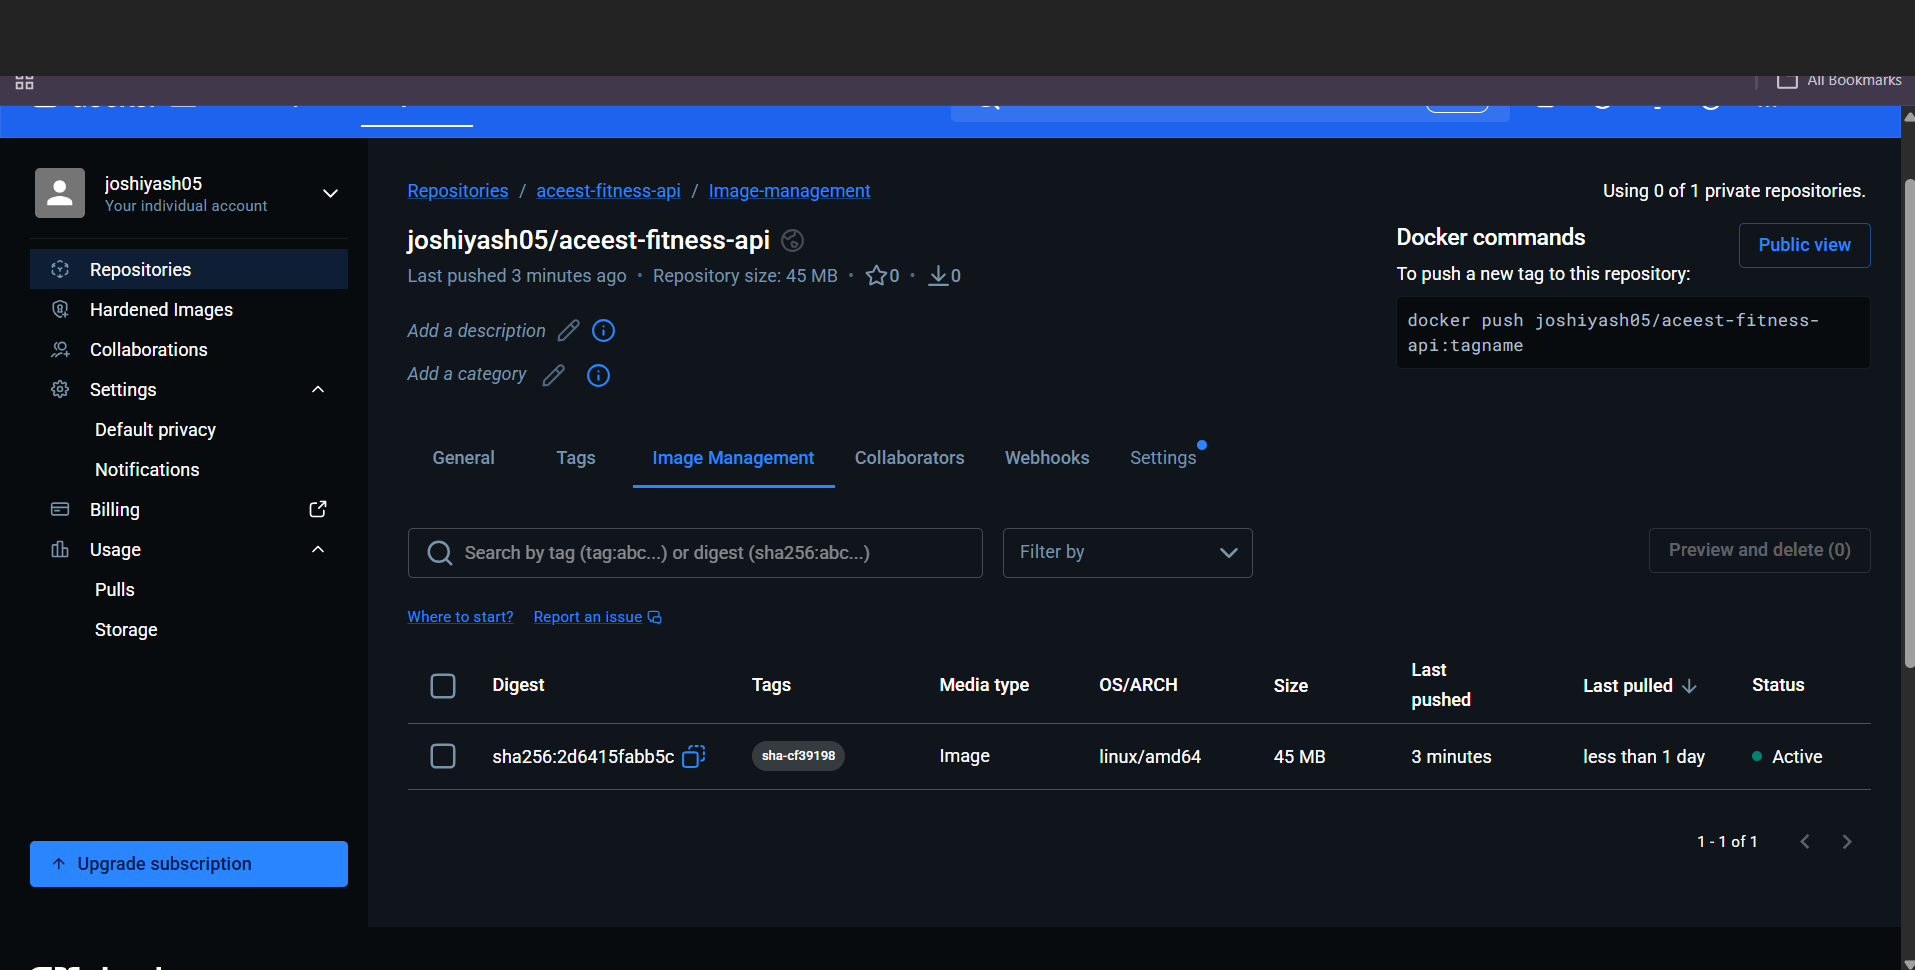 All Bookmarks
joshiyash05
Your individual account
Repositories
Hardened Images
Collaborations
Settings
Default privacy
Notifications
Billing
Usage
Pulls
Storage
Upgrade subscription
Repositories / aceest-fitness-api / Image-management
Using 0 of 1 private repositories.
joshiyash05/aceest-fitness-api
Last pushed 3 minutes ago • Repository size: 45 MB • 0 • 0
Add a description
Add a category
Docker commands
Public view
To push a new tag to this repository:
docker push joshiyash05/aceest-fitness-
api:tagname
General Tags Image Management Collaborators Webhooks Settings
Search by tag (tag:abc...) or digest (sha256:abc...)
Filter by
Preview and delete (0)
Where to start? Report an issue
Digest Tags Media type OS/ARCH Size Last pushed Last pulled Status
sha256:2d6415fabb5c sha-cf39198 Image linux/amd64 45 MB 3 minutes less than 1 day Active
1 - 1 of 1